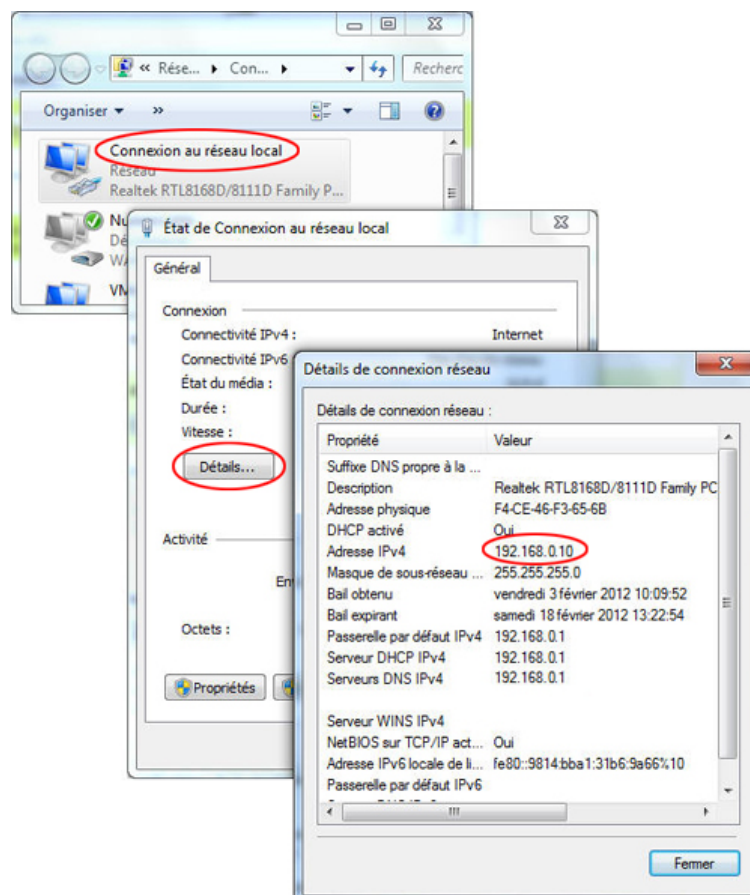 « Rése... Con...
Recherc
Organiser »
Connexion au réseau local
Réseau
Realtek RTL8168D/8111D Family P...
État de Connexion au réseau local
Général
Connexion
Connectivité IPv4 : Internet
Connectivité IPv6
État du média :
Durée :
Vitesse :
Détails...
Activité
Octets :
Propriétés
Détails de connexion réseau
Détails de connexion réseau :
Propriété Valeur
Suffixe DNS propre à la ...
Description Realtek RTL8168D/8111D Family PC
Adresse physique F4-CE-46-F3-65-6B
DHCP activé Oui
Adresse IPv4 192.168.0.10
Masque de sous-réseau ... 255.255.255.0
Bail obtenu vendredi 3 février 2012 10:09:52
Bail expirant samedi 18 février 2012 13:22:54
Passerelle par défaut IPv4 192.168.0.1
Serveur DHCP IPv4 192.168.0.1
Serveurs DNS IPv4 192.168.0.1
Serveur WINS IPv4
NetBIOS sur TCP/IP act... Oui
Adresse IPv6 locale de li... fe80::9814:bba1:31b6:9a66%10
Passerelle par défaut IPv6
Fermer